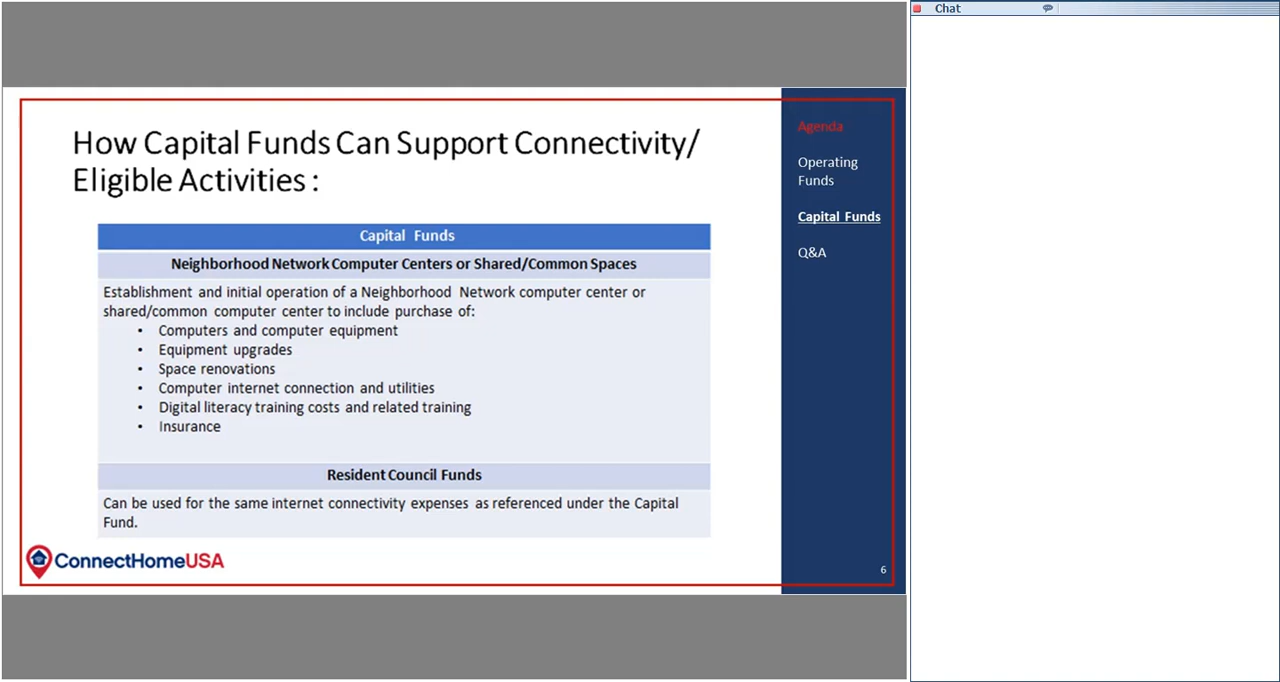 Chat
How Capital Funds Can Support Connectivity/
Eligible Activities :
Capital Funds
Neighborhood Network Computer Centers or Shared/Common Spaces
Establishment and initial operation of a Neighborhood Network computer center or
shared/common computer center to include purchase of:
• Computers and computer equipment
• Equipment upgrades
• Space renovations
• Computer internet connection and utilities
• Digital literacy training costs and related training
• Insurance
Resident Council Funds
Can be used for the same internet connectivity expenses as referenced under the Capital
Fund.
ConnectHomeUSA
Agenda
Operating
Funds
Capital Funds
Q&A
6